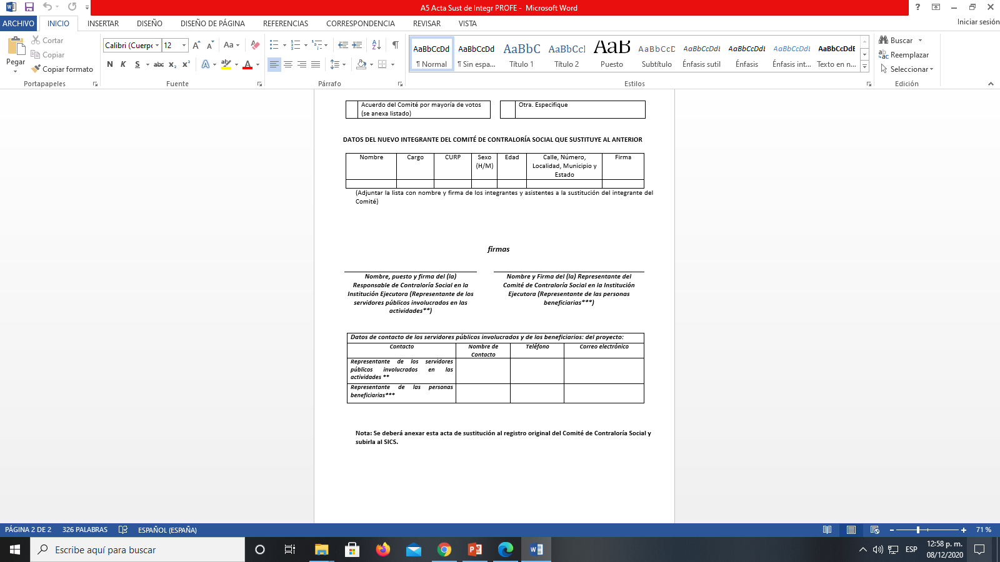 A5 Acta Sust de Integr PROFE - Microsoft Word
ARCHIVO INICIO INSERTAR DISEÑO DISEÑO DE PÁGINA REFERENCIAS CORRESPONDENCIA REVISAR VISTA Iniciar sesión
Pegar
Cortar
Copiar
Copiar formato
Portapapeles
Calibri (Cuerpo 12
Aa
N K S abc x₂ x²
Fuente
Párrafo
AaBbCcDd AaBbCcDd AaBbC AaBbCcI AaB AaBbCcC AaBbCcDdE AaBbCcDdE AaBbCcDdE AaBbCcDdE
¶ Normal ¶ Sin espa... Título 1 Título 2 Puesto Subtítulo Énfasis sutil Énfasis Énfasis int... Texto en n...
Estilos
Buscar
Reemplazar
Seleccionar
Edición
Acuerdo del Comité por mayoría de votos
(se anexa listado)
Otra. Especifique
DATOS DEL NUEVO INTEGRANTE DEL COMITÉ DE CONTRALORÍA SOCIAL QUE SUSTITUYE AL ANTERIOR
Nombre
Cargo
CURP
Sexo
(H/M)
Edad
Calle, Número,
Localidad, Municipio y
Estado
Firma
(Adjuntar la lista con nombre y firma de los integrantes y asistentes a la sustitución del integrante del
Comité)
firmas
Nombre, puesto y firma del (la)
Responsable de Contraloría Social en la
Institución Ejecutora (Representante de los
servidores públicos involucrados en las
actividades**)
Nombre y Firma del (la) Representante del
Comité de Contraloría Social en la Institución
Ejecutora (Representante de las personas
beneficiarias***)
Datos de contacto de los servidores públicos involucrados y de los beneficiarios: del proyecto:
Contacto
Nombre de
Contacto
Teléfono
Correo electrónico
Representante de los servidores
públicos involucrados en las
actividades **
Representante de las personas
beneficiarias***
Nota: Se deberá anexar esta acta de sustitución al registro original del Comité de Contraloría Social y
subirla al SICS.
PÁGINA 2 DE 2 326 PALABRAS ESPAÑOL (ESPAÑA) 71 %
Escribe aquí para buscar
ESP
12:58 p. m.
08/12/2020